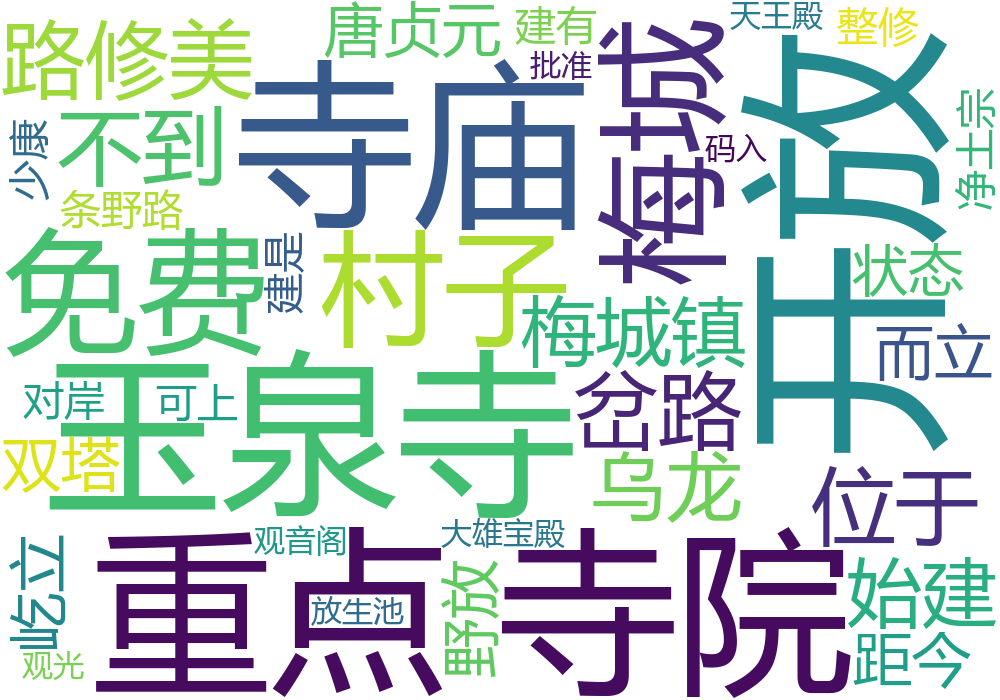 路修美
唐贞元
建有
批准
天王殿
整修
梅城
开放
寺庙
不到
少康
条野路
码入
净土宗
免费
建是
村子
梅城镇
状态
而立
玉泉寺
岔路
对岸
可上
双塔
乌龙
位于
重点寺院
观音阁
大雄宝殿
放生池
野放
屹立
观光
始建
距今